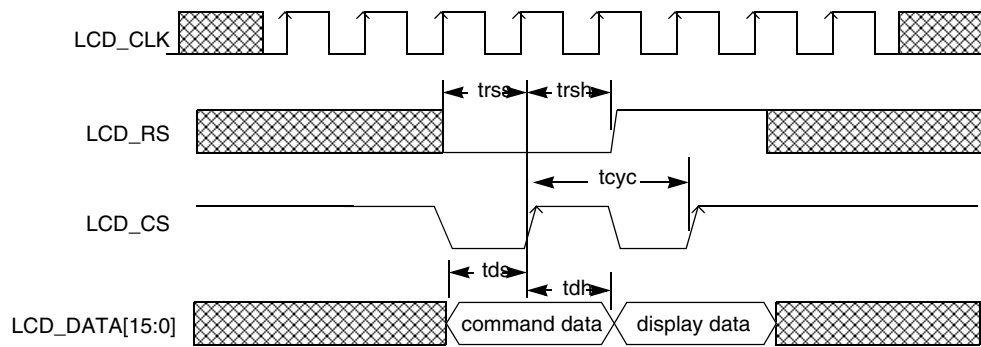 LCD_CLK
trss trsh
LCD_RS
tcyc
LCD_CS
tds
tdh
LCD_DATA[15:0] command data display data